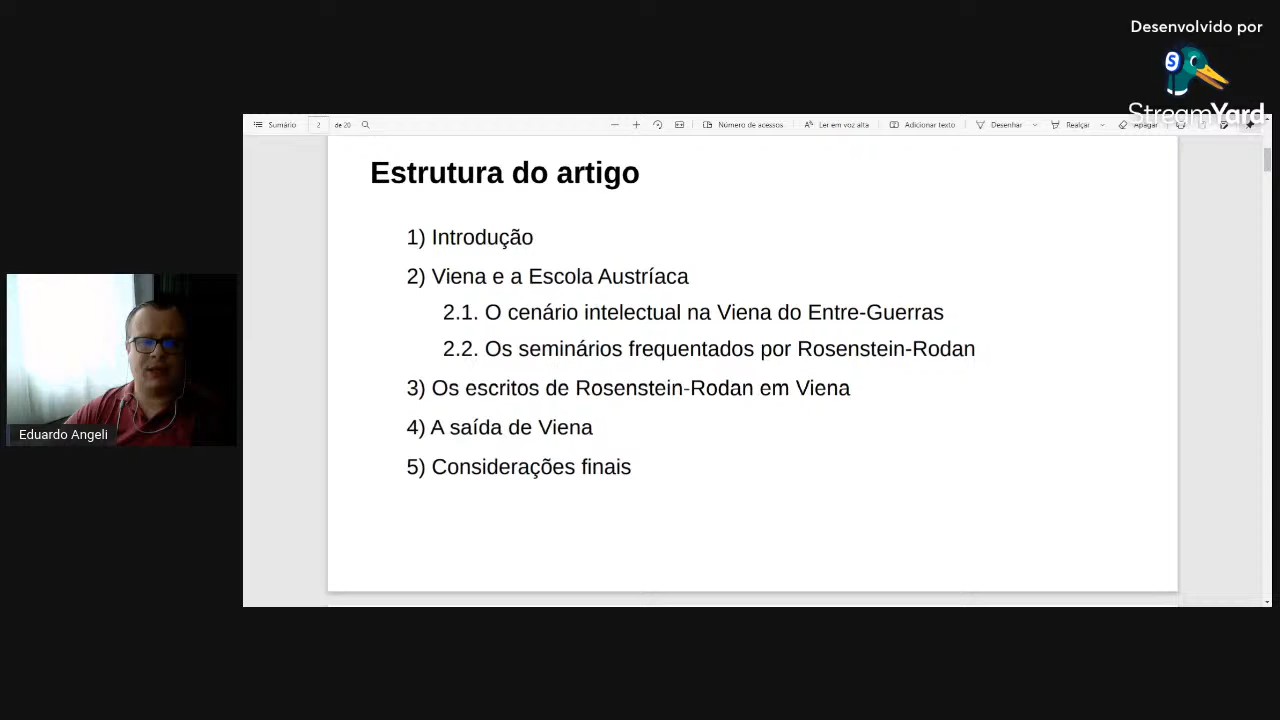 Desenvolvido por
StreamYard
Sumário 2 de 20 Número de acessos Ler em voz alta Adicionar texto Desenhar Realçar Apagar
Estrutura do artigo
1) Introdução
2) Viena e a Escola Austríaca
2.1. O cenário intelectual na Viena do Entre-Guerras
2.2. Os seminários frequentados por Rosenstein-Rodan
3) Os escritos de Rosenstein-Rodan em Viena
4) A saída de Viena
5) Considerações finais
Eduardo Angeli